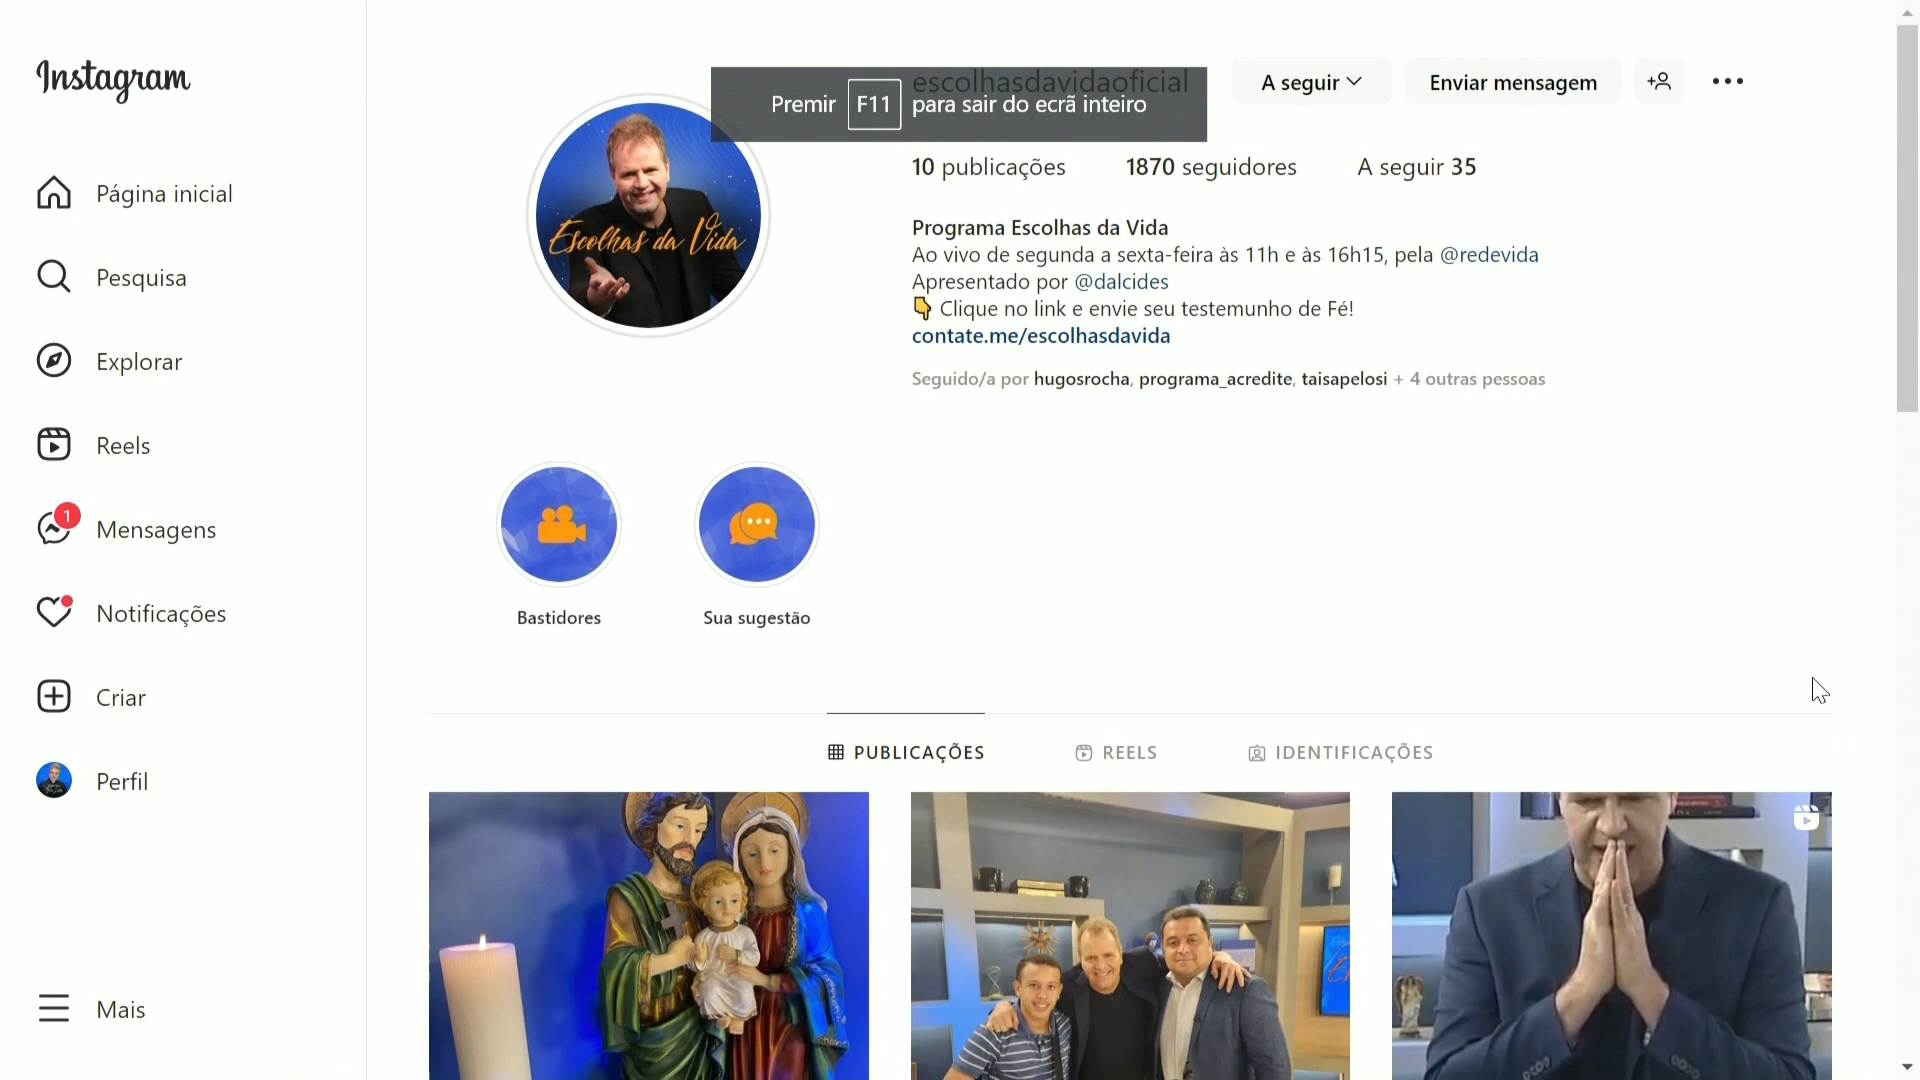 Instagram
escolhasdavidaoficial
A seguir
Enviar mensagem
Premir F11 para sair do ecrã inteiro
10 publicações
1870 seguidores
A seguir 35
Programa Escolhas da Vida
Ao vivo de segunda a sexta-feira às 11h e às 16h15, pela @redevida
Apresentado por @dalcides
Clique no link e envie seu testemunho de Fé!
contate.me/escolhasdavida
Seguido/a por hugosrocha, programa_acredite, taisapelosi + 4 outras pessoas
Escolhas da Vida
Página inicial
Pesquisa
Explorar
Reels
1
Mensagens
Notificações
Criar
Perfil
Mais
Bastidores
Sua sugestão
PUBLICAÇÕES
REELS
IDENTIFICAÇÕES